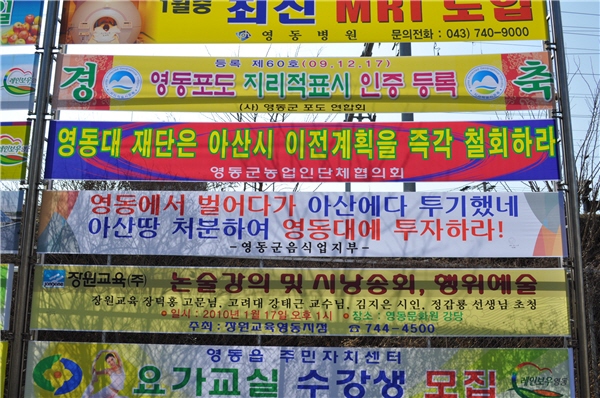 1월중 최신 MRI 도입
영동병원 문의전화 : 043) 740-9000
등록 제60호(09.12.17)
경 영동포도 지리적표시 인증 등록 축
(사) 영동군 포도 연합회
영동대 재단은 아산시 이전계획을 즉각 철회하라
영동군농업인단체협의회
영동에서 벌어다가 아산에다 투기했네
아산땅 처분하여 영동대에 투자하라!
-영동군음식업지부-
장원교육(주) 논술강의 및 시낭송회, 행위예술
장원교육 장덕홍 고문님, 고려대 강태근 교수님, 김지은 시인, 정갑룡 선생님 초청
일시 : 2010년 1월 17일 오후 1시 장소 : 영동문화원 강당
주최 : 장원교육영동지점 ☎ 744-4500
영동읍 주민자치센터
요가교실 수강생 모집
레인보우영동